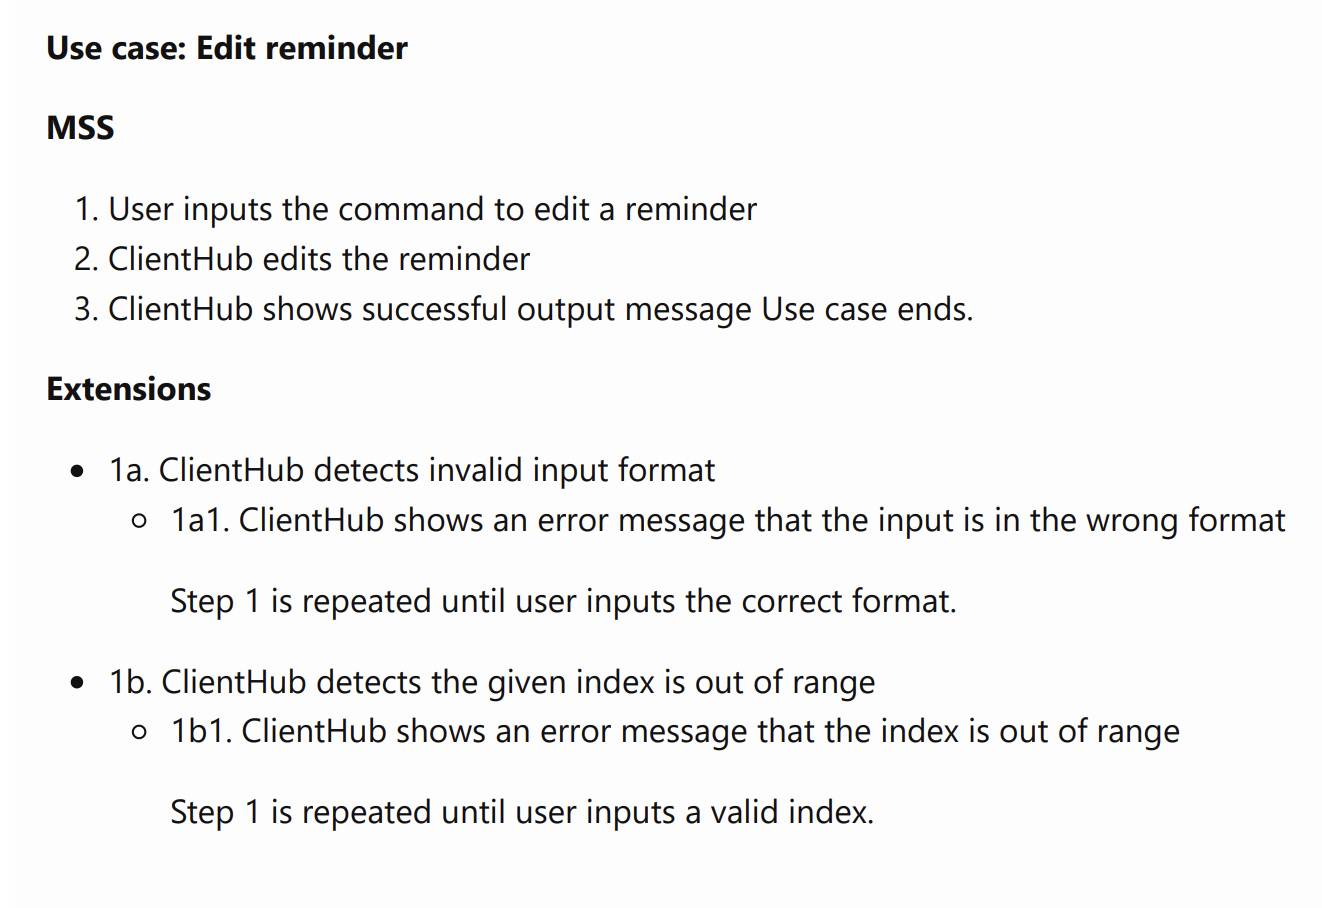 Use case: Edit reminder
MSS
1. User inputs the command to edit a reminder
2. ClientHub edits the reminder
3. ClientHub shows successful output message Use case ends.
Extensions
• 1a. ClientHub detects invalid input format
◦ 1a1. ClientHub shows an error message that the input is in the wrong format
Step 1 is repeated until user inputs the correct format.
• 1b. ClientHub detects the given index is out of range
◦ 1b1. ClientHub shows an error message that the index is out of range
Step 1 is repeated until user inputs a valid index.